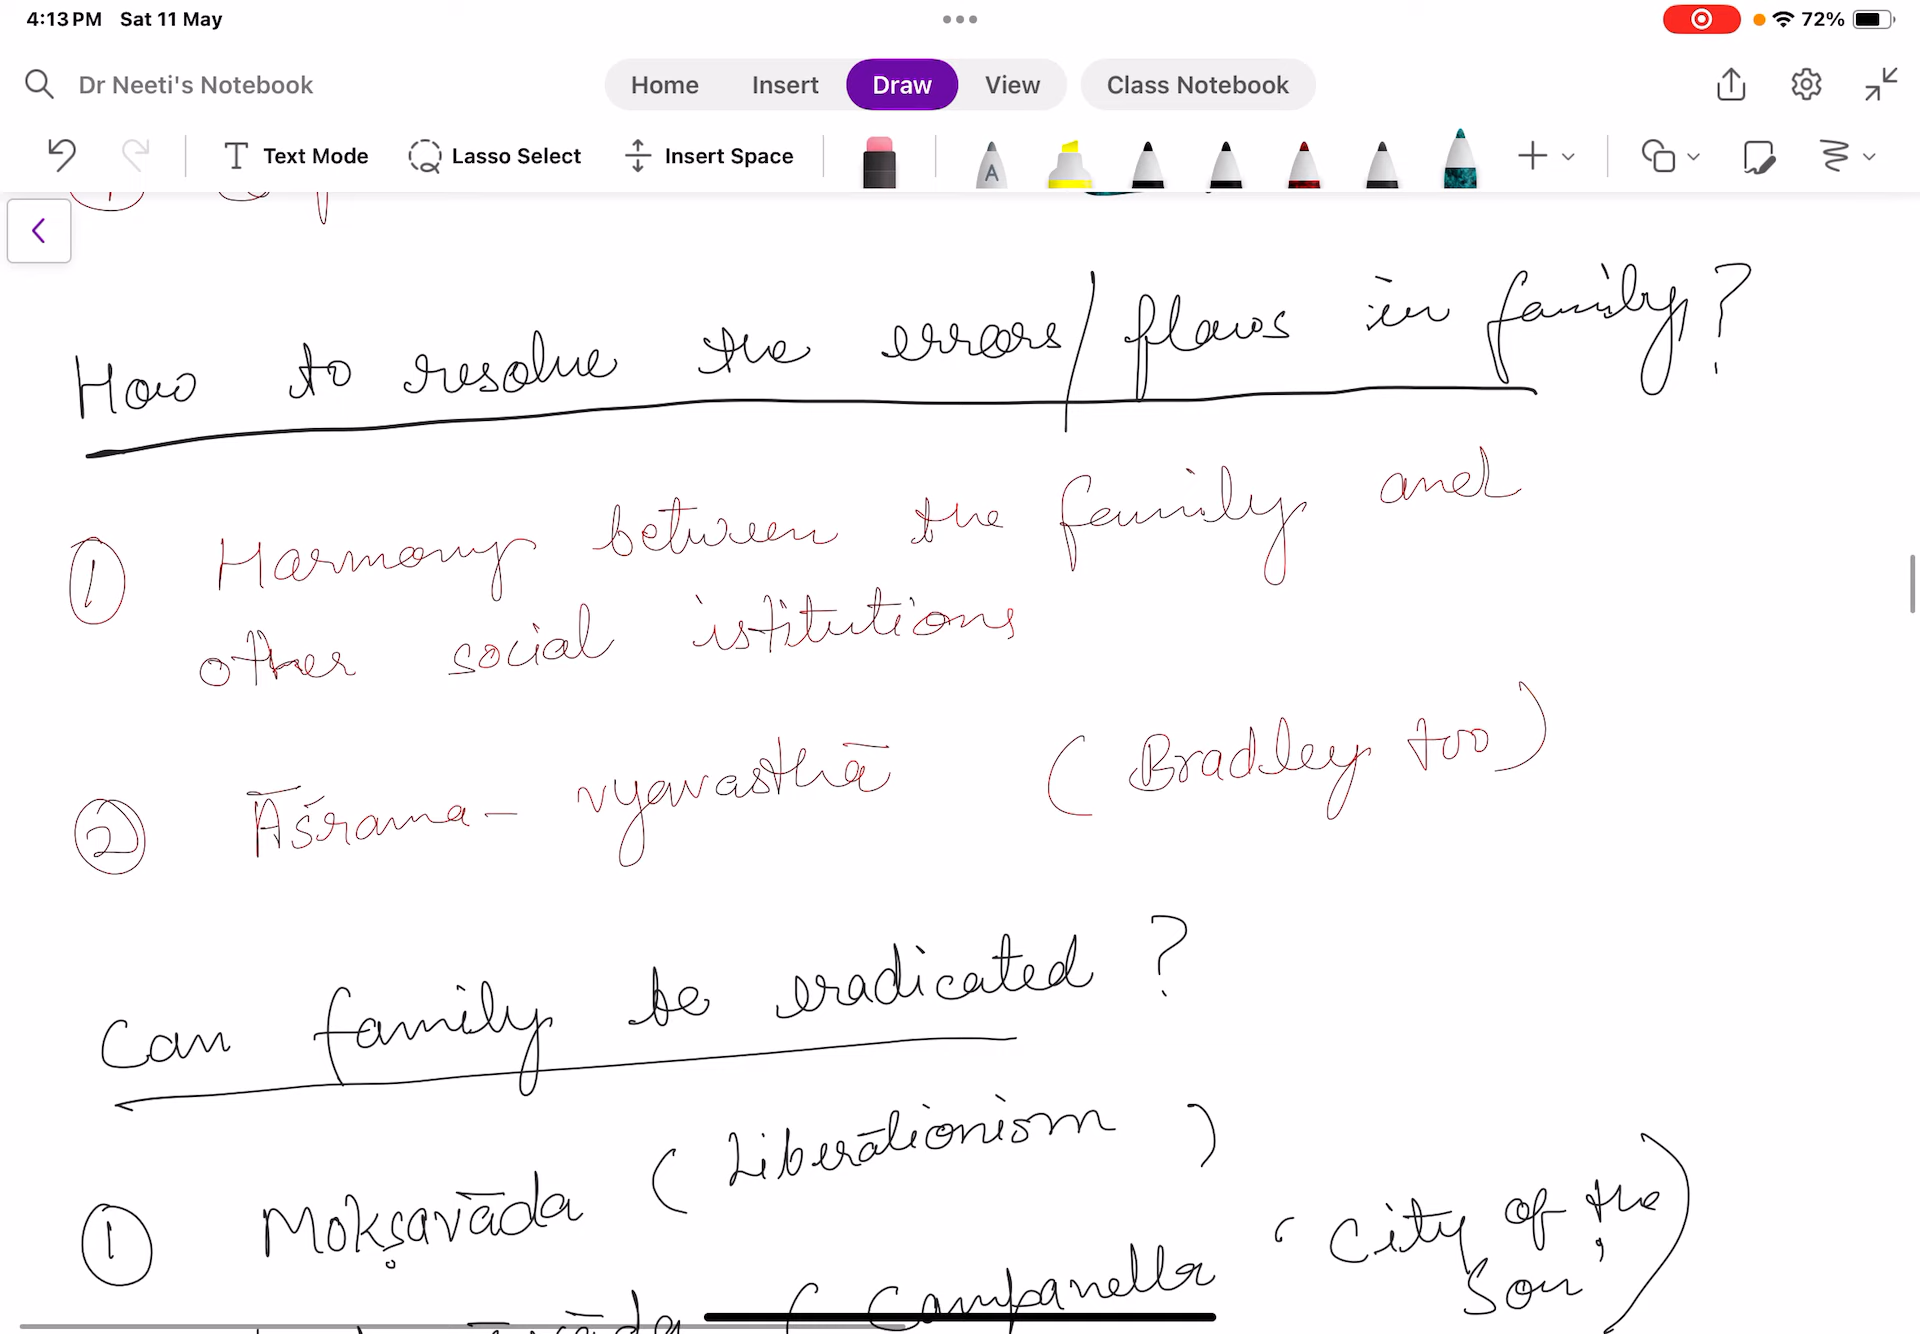 4:13 PM Sat 11 May
72%
Dr Neeti's Notebook
Home Insert Draw View Class Notebook
Text Mode Lasso Select Insert Space
A
How to resolve the errors/flaws in family?
1 Harmony between the family and
other social istitutions
2 Āśrama-vyavasthā (Bradley too)
Can family be eradicated?
1 Mokṣavāda (Liberātionism)
(Campanella 'City of the
Son')